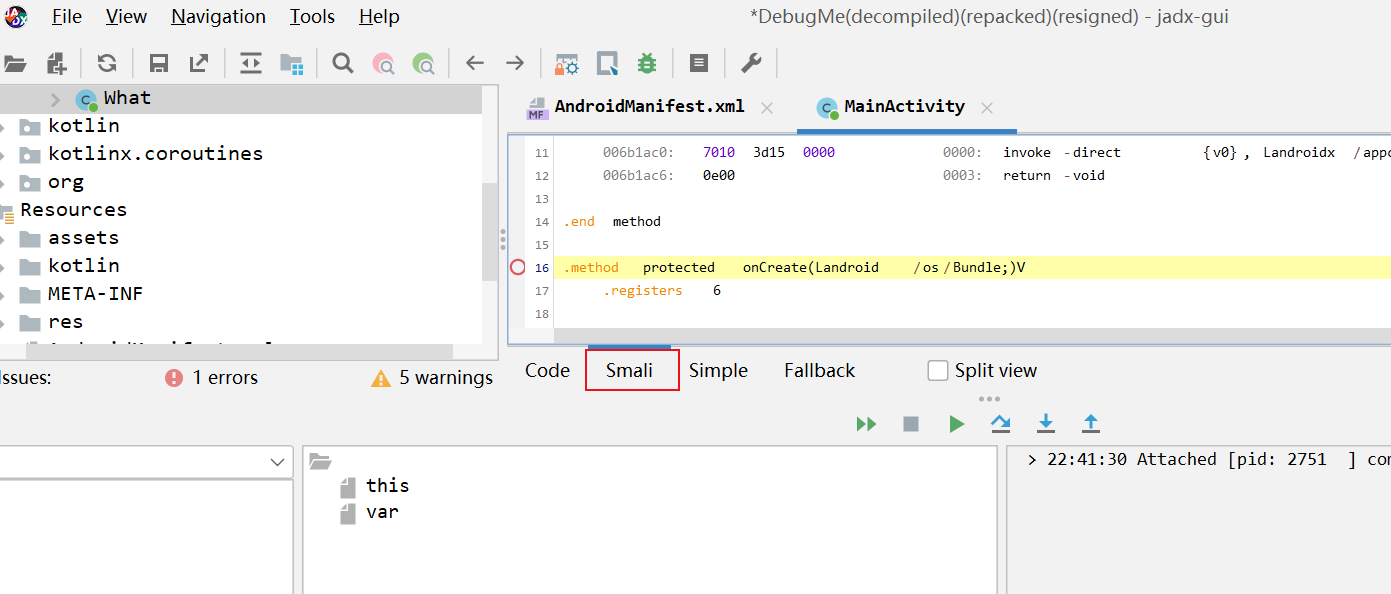 File View Navigation Tools Help
*DebugMe(decompiled)(repacked)(resigned) - jadx-gui
What
kotlin
kotlinx.coroutines
org
Resources
assets
kotlin
META-INF
res
Issues: 1 errors 5 warnings
MF AndroidManifest.xml
C MainActivity
11 006b1ac0: 7010 3d15 0000 0000: invoke -direct {v0} , Landroidx /appc
12 006b1ac6: 0e00 0003: return -void
13
14 .end method
15
16 .method protected onCreate(Landroid /os /Bundle;)V
17 .registers 6
18
Code Smali Simple Fallback Split view
this
var
> 22:41:30 Attached [pid: 2751 ] con